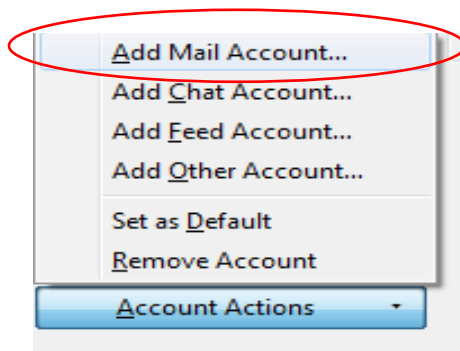 Add Mail Account...
Add Chat Account...
Add Feed Account...
Add Other Account...
Set as Default
Remove Account
Account Actions